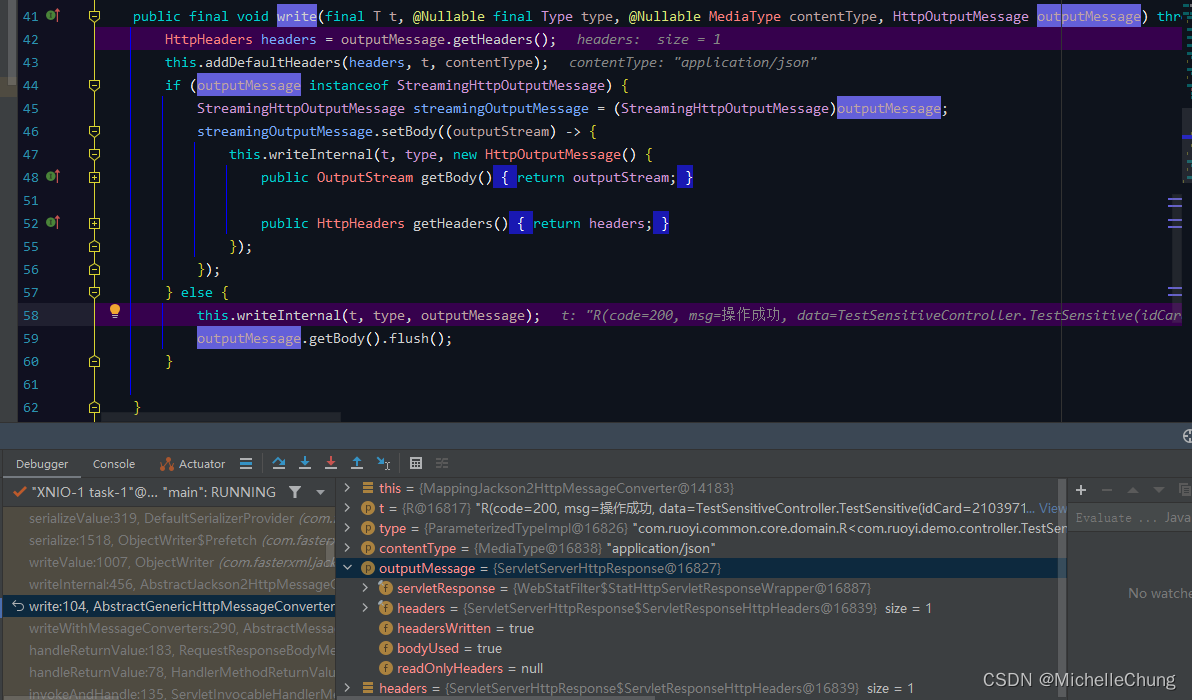 41 public final void write(final T t, @Nullable final Type type, @Nullable MediaType contentType, HttpOutputMessage outputMessage) thr
42 HttpHeaders headers = outputMessage.getHeaders(); headers: size = 1
43 this.addDefaultHeaders(headers, t, contentType); contentType: "application/json"
44 if (outputMessage instanceof StreamingHttpOutputMessage) {
45 StreamingHttpOutputMessage streamingOutputMessage = (StreamingHttpOutputMessage)outputMessage;
46 streamingOutputMessage.setBody((outputStream) -> {
47 this.writeInternal(t, type, new HttpOutputMessage() {
48 public OutputStream getBody() { return outputStream; }
51
52 public HttpHeaders getHeaders() { return headers; }
55 });
56 });
57 } else {
58 this.writeInternal(t, type, outputMessage); t: "R(code=200, msg=操作成功, data=TestSensitiveController.TestSensitive(idCar
59 outputMessage.getBody().flush();
60 }
61
62 }
Debugger Console Actuator
"XNIO-1 task-1"@... "main": RUNNING
serializeValue:319, DefaultSerializerProvider (com.
serialize:1518, ObjectWriter$Prefetch (com.fasterx
writeValue:1007, ObjectWriter (com.fasterxml.jack
writeInternal:456, AbstractJackson2HttpMessageC
write:104, AbstractGenericHttpMessageConverter
writeWithMessageConverters:290, AbstractMessa
handleReturnValue:183, RequestResponseBodyMe
handleReturnValue:78, HandlerMethodReturnValue
invokeAndHandle:135, ServletInvocableHandlerMe
this = {MappingJackson2HttpMessageConverter@14183}
t = {R@16817} "R(code=200, msg=操作成功, data=TestSensitiveController.TestSensitive(idCard=2103971... View
type = {ParameterizedTypeImpl@16826} "com.ruoyi.common.core.domain.R<com.ruoyi.demo.controller.TestSer
contentType = {MediaType@16838} "application/json"
outputMessage = {ServletServerHttpResponse@16827}
servletResponse = {WebStatFilter$StatHttpServletResponseWrapper@16887}
headers = {ServletServerHttpResponse$ServletResponseHttpHeaders@16839} size = 1
headersWritten = true
bodyUsed = true
readOnlyHeaders = null
headers = {ServletServerHttpResponse$ServletResponseHttpHeaders@16839} size = 1
Evaluate ... Java
No watche
CSDN @MichelleChung